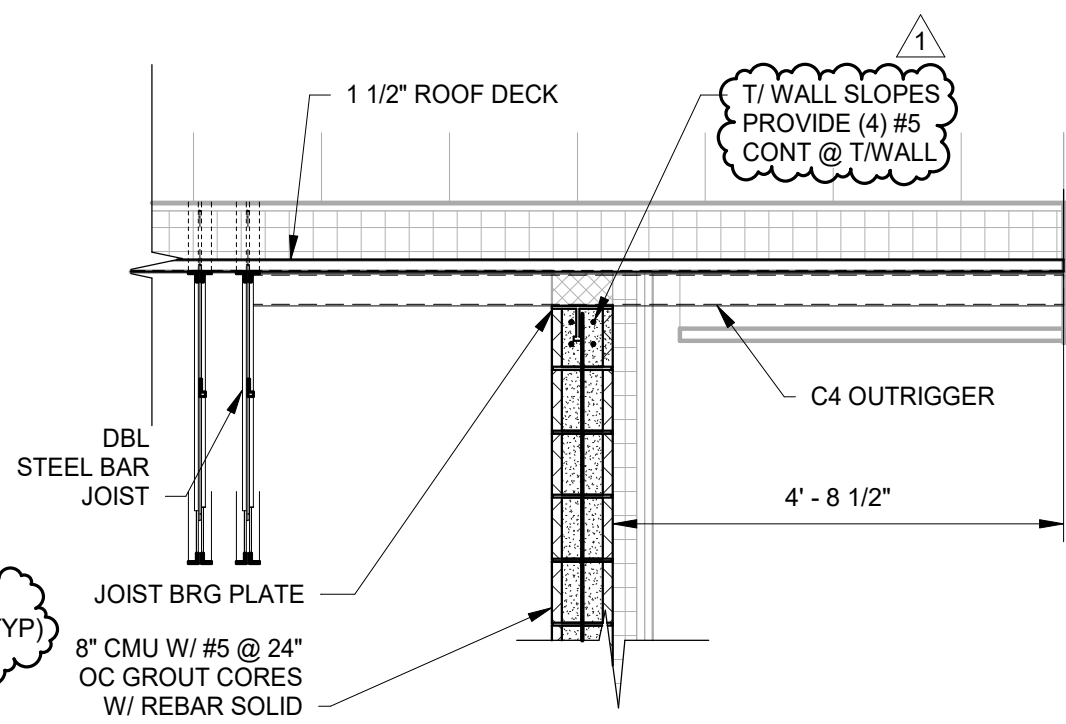 1
1 1/2" ROOF DECK
T/ WALL SLOPES
PROVIDE (4) #5
CONT @ T/WALL
C4 OUTRIGGER
DBL
STEEL BAR
JOIST
4' - 8 1/2"
JOIST BRG PLATE
YP)
8" CMU W/ #5 @ 24"
OC GROUT CORES
W/ REBAR SOLID